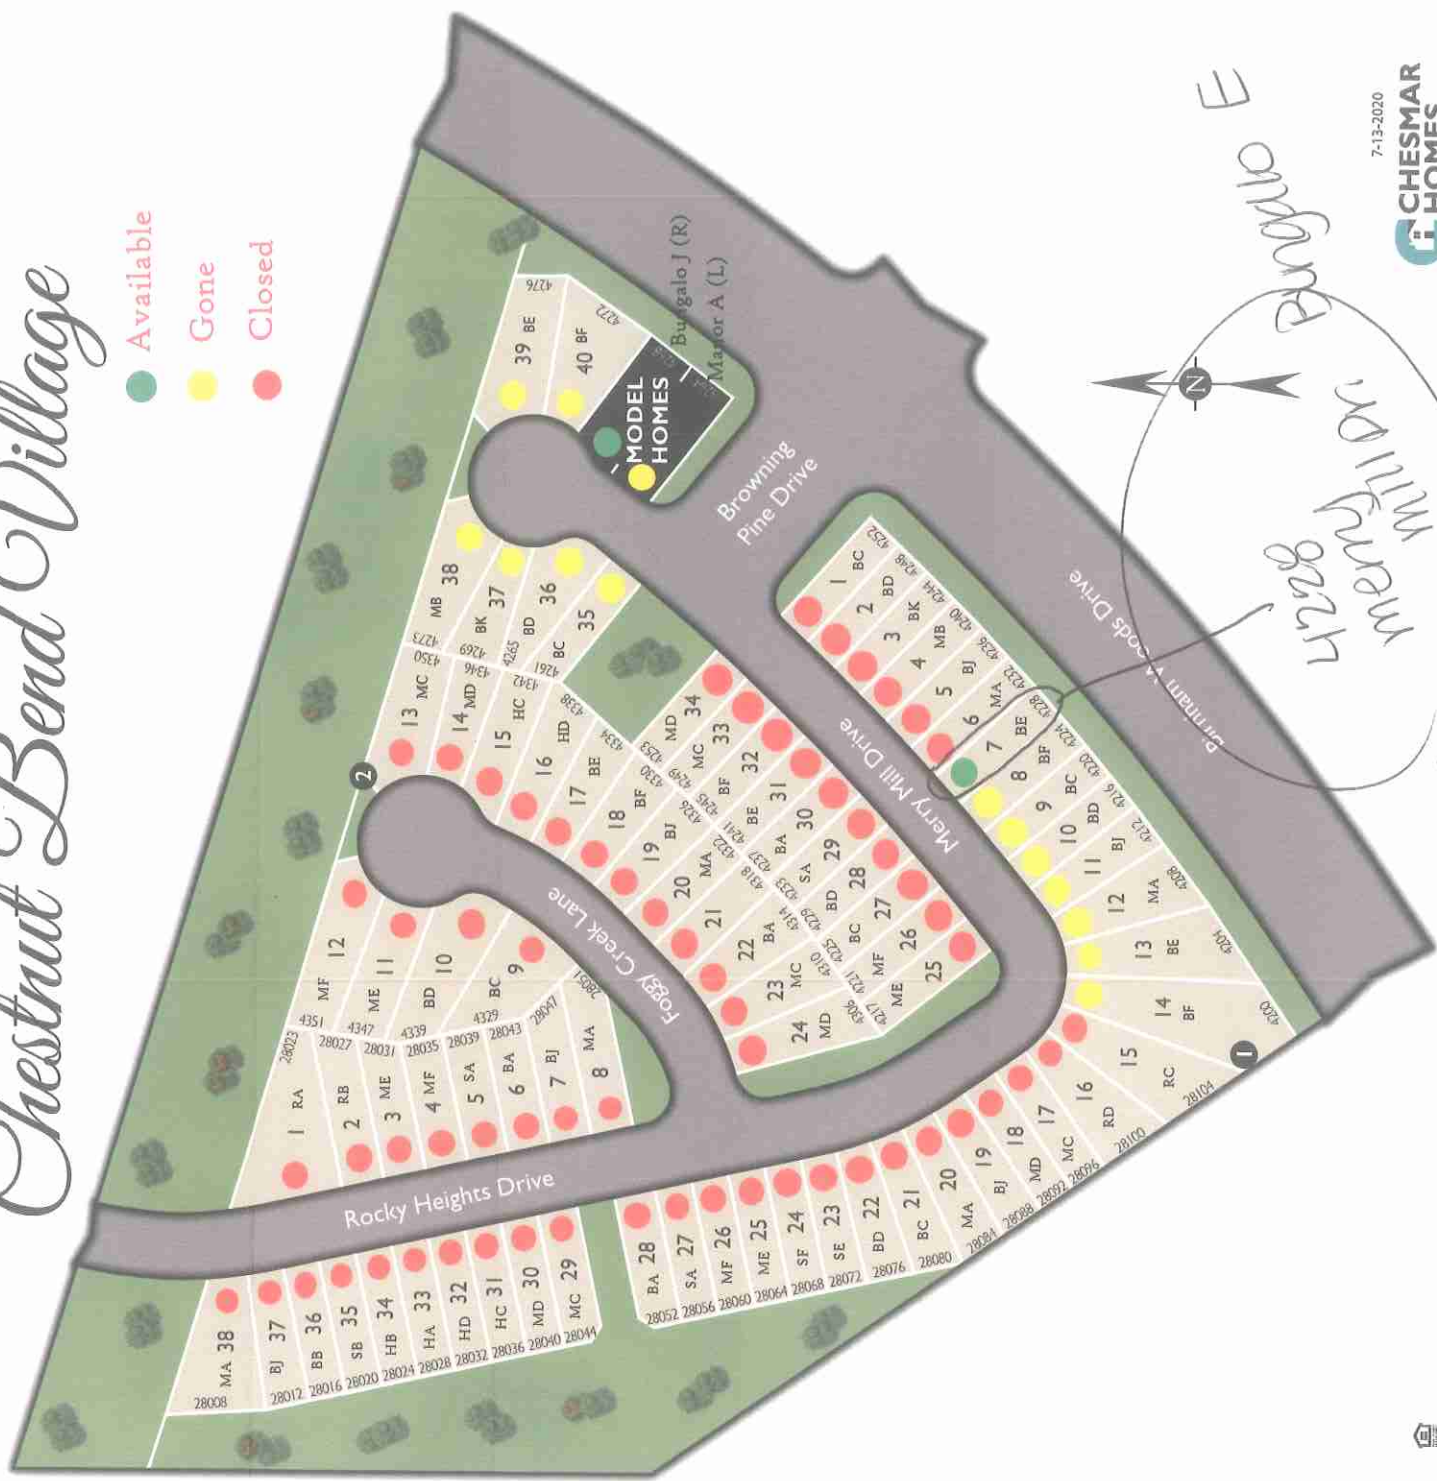 Chestnut Bend Village
Available
Gone
Closed
7-13-2020
CHESMAR
HOMES
Bungalo E
4228
Merry
Mill Dr.
N
Birnham Woods Drive
Browning
Pine Drive
Merry Mill Drive
Foggy Creek Lane
Rocky Heights Drive
MODEL
HOMES
Bungalo J (R)
Manor A (L)
39 BE 4276
40 BF 4272
38 MB 4273
37 BK 4269
36 BD 4265
35 BC 4261
34 MD 4253
33 MC 4249
32 BF 4245
31 BE 4241
30 BA 4237
29 SA 4233
28 BD 4229
27 BC 4225
26 MF 4221
25 ME 4217
2
13 MC 4350
14 MD 4346
15 HC 4342
16 HD 4338
17 BE 4334
18 BF 4330
19 BJ 4326
20 MA 4322
21 4318
22 BA 4314
23 MC 4310
24 MD 4306
12 MF 4351
11 ME 4347
10 BD 4339
9 BC 4329
1 RA 28023
2 RB 28027
3 ME 28031
4 MF 28035
5 SA 28039
6 BA 28043
7 BJ 28047
8 MA 28051
38 MA 28008
37 BJ 28012
36 BB 28016
35 SB 28020
34 HB 28024
33 HA 28028
32 HD 28032
31 HC 28036
30 MD 28040
29 MC 28044
28 BA 28052
27 SA 28056
26 MF 28060
25 ME 28064
24 SF 28068
23 SE 28072
22 BD 28076
21 BC 28080
20 MA 28084
19 BJ 28088
18 MD 28092
17 MC 28096
16 RD 28100
15 RC 28104
1
14 BF 4200
13 BE 4204
12 MA 4208
11 BJ 4212
10 BD 4216
9 BC 4220
8 BF 4224
7 BE 4228
6 MA 4232
5 BJ 4236
4 MB 4240
3 BK 4244
2 BD 4248
1 BC 4252